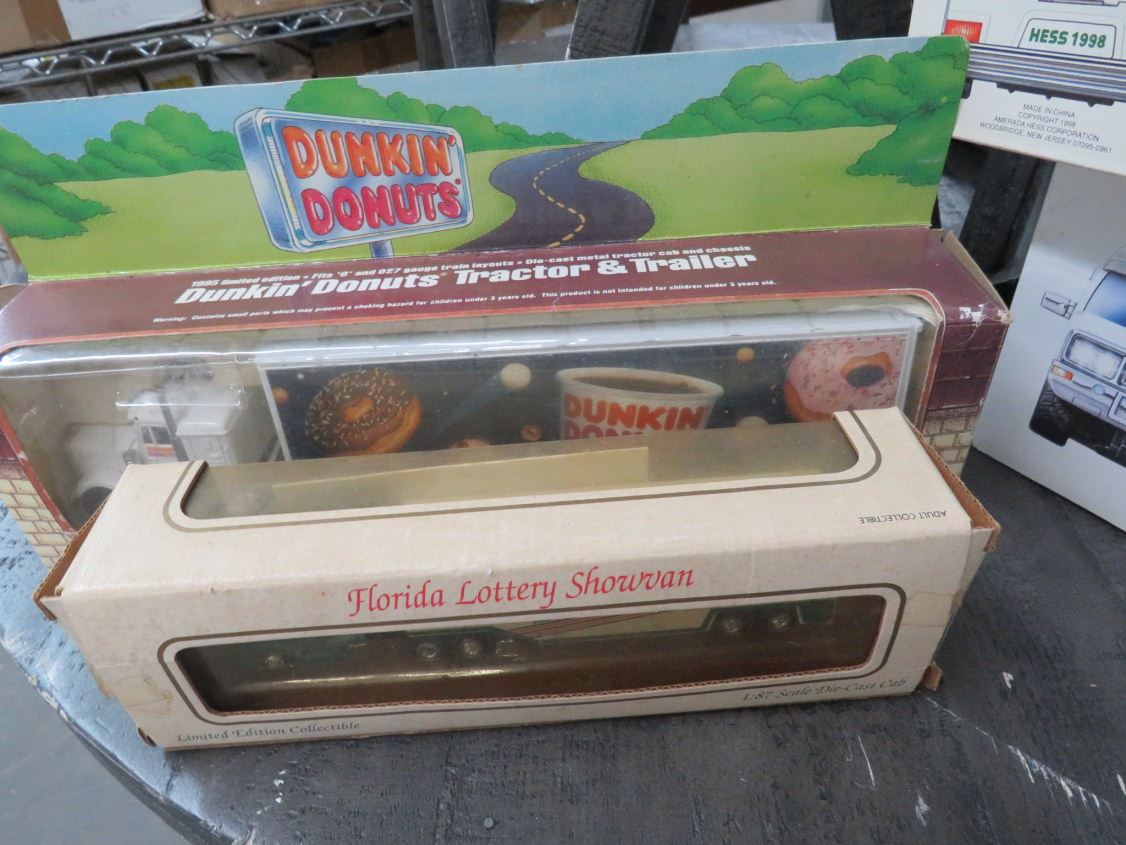 HESS 1998
MADE IN CHINA
COPYRIGHT 1998
AMERADA HESS CORPORATION
WOODBRIDGE, NEW JERSEY 07095-0961
DUNKIN'
DONUTS®
1995 limited edition • Fits "O" and 027 gauge train layouts • Die-cast metal tractor cab and chassis
Dunkin' Donuts® Tractor & Trailer
Warning: Contains small parts which may present a choking hazard for children under 3 years old. This product is not intended for children under 3 years old.
DUNKIN'
DONUTS
ADULT COLLECTIBLE
Florida Lottery Showvan
Limited Edition Collectible
1:87 Scale Die-Cast Cab